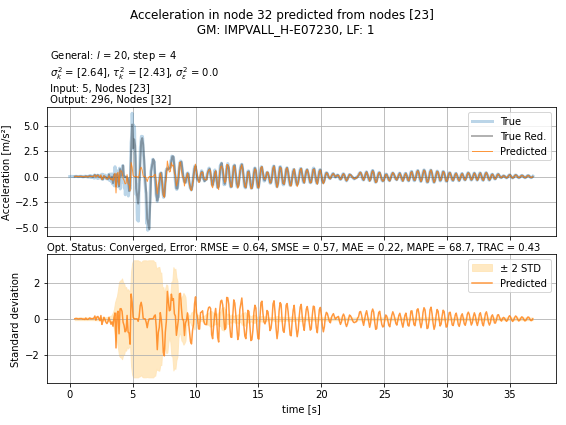 Acceleration in node 32 predicted from nodes [23]
GM: IMPVALL_H-E07230, LF: 1
General: l = 20, step = 4
σ²ₖ = [2.64], τ²ₖ = [2.43], σ²ε = 0.0
Input: 5, Nodes [23]
Output: 296, Nodes [32]
Acceleration [m/s²]
5.0
2.5
0.0
−2.5
−5.0
True
True Red.
Predicted
Opt. Status: Converged, Error: RMSE = 0.64, SMSE = 0.57, MAE = 0.22, MAPE = 68.7, TRAC = 0.43
Standard deviation
2
0
−2
± 2 STD
Predicted
0 5 10 15 20 25 30 35
time [s]